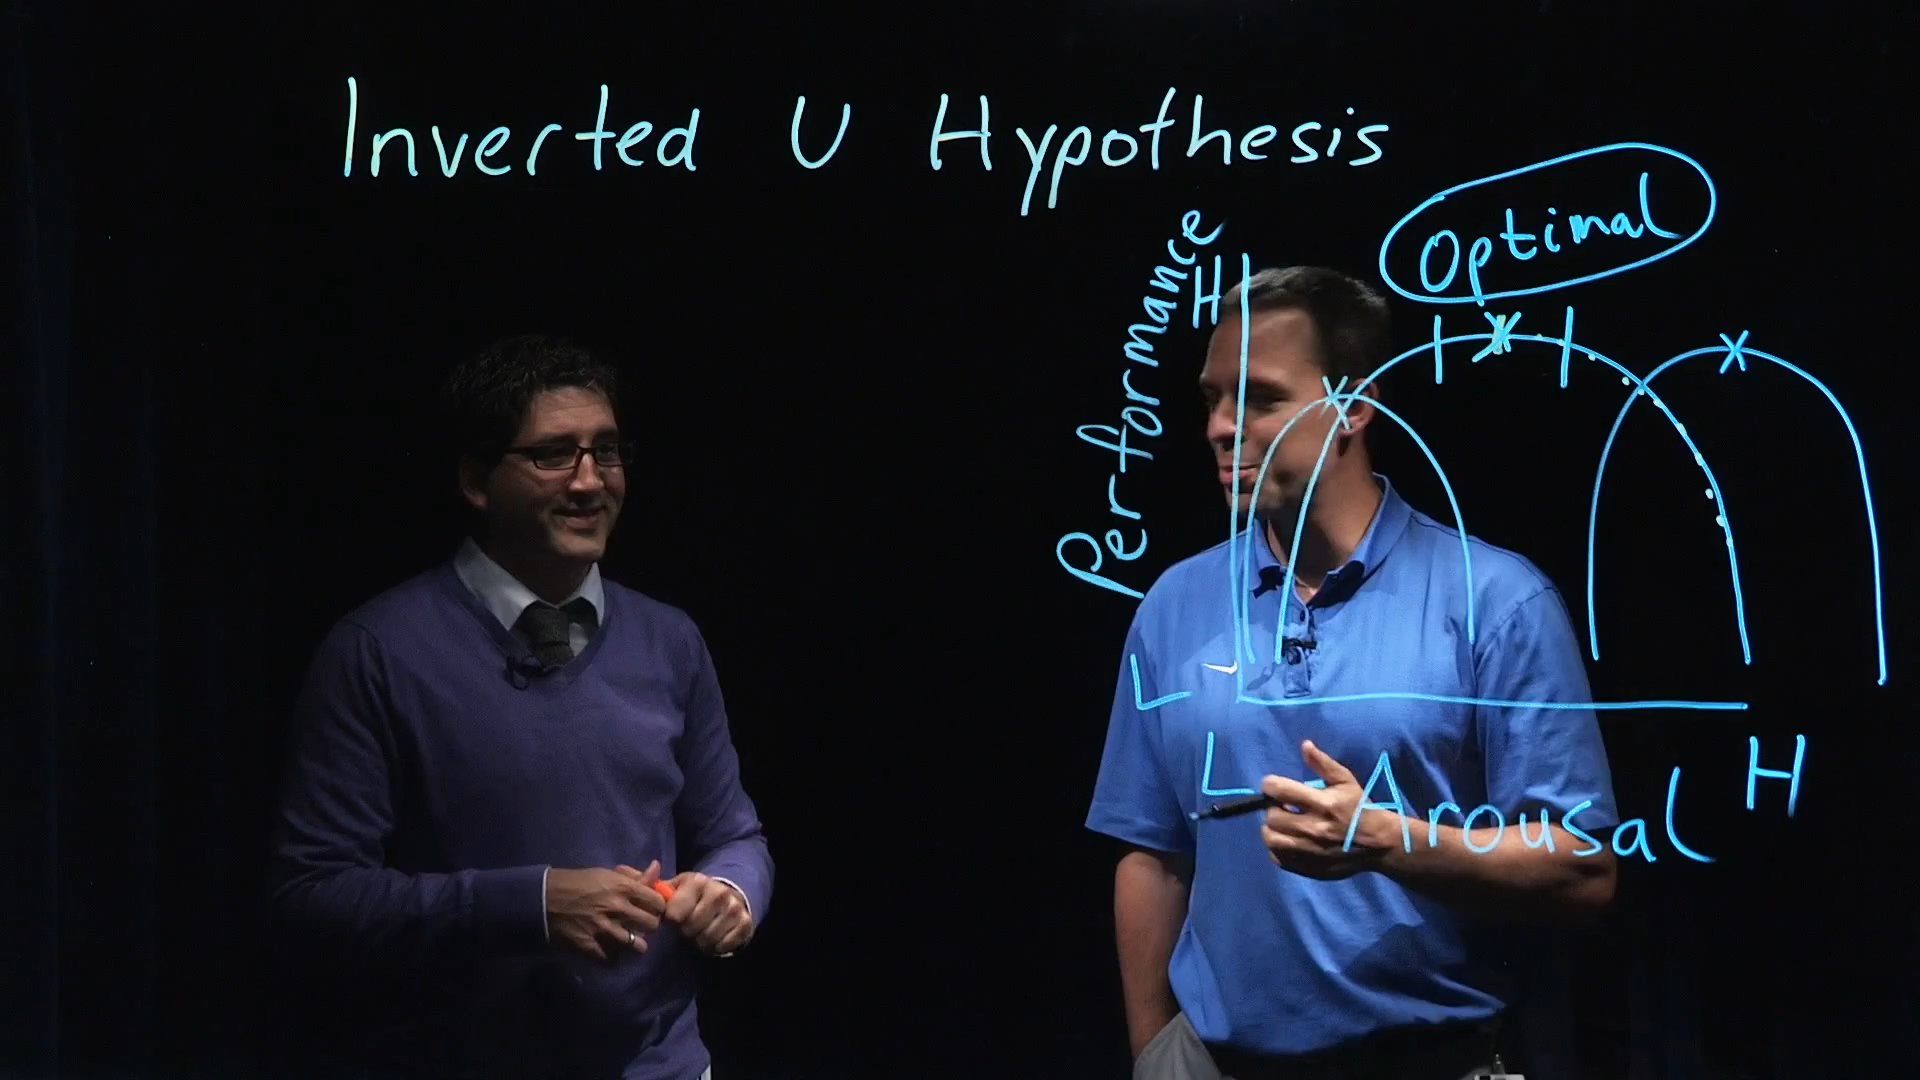 Inverted U Hypothesis
Optimal
Performance
H
L
L
H
Arousal